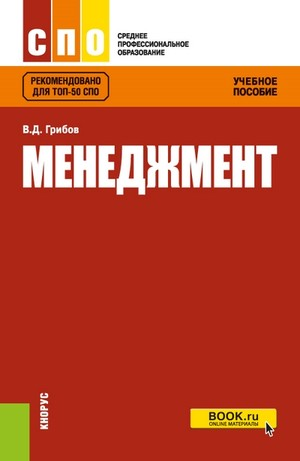 СПО
СРЕДНЕЕ
ПРОФЕССИОНАЛЬНОЕ
ОБРАЗОВАНИЕ
РЕКОМЕНДОВАНО
ДЛЯ ТОП-50 СПО
УЧЕБНОЕ
ПОСОБИЕ
В.Д. Грибов
МЕНЕДЖМЕНТ
КНОРУС
BOOK.ru
ONLINE МАТЕРИАЛЫ